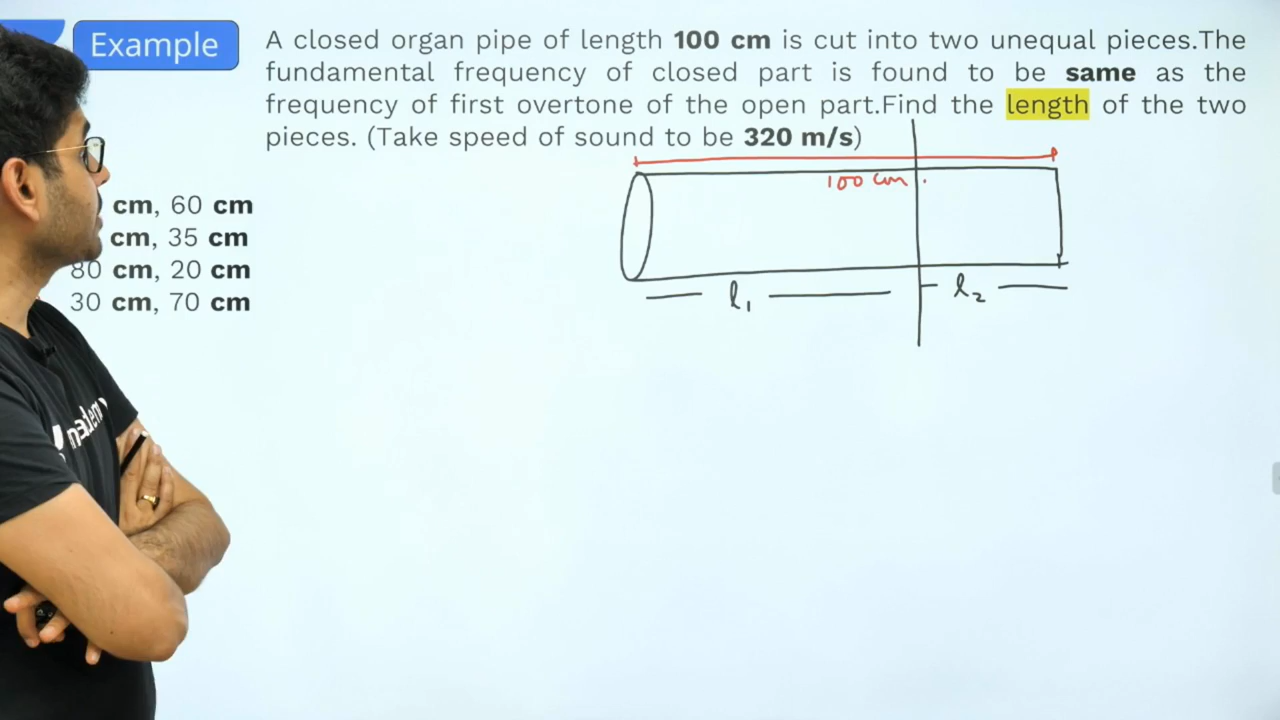 Example
A closed organ pipe of length 100 cm is cut into two unequal pieces.The
fundamental frequency of closed part is found to be same as the
frequency of first overtone of the open part.Find the length of the two
pieces. (Take speed of sound to be 320 m/s)
100 cm
cm, 60 cm
cm, 35 cm
80 cm, 20 cm
30 cm, 70 cm
l₁
l₂